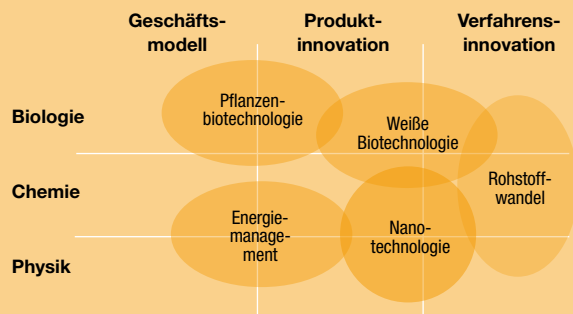 Geschäfts-
modell
Produkt-
innovation
Verfahrens-
innovation
Biologie
Pflanzen-
biotechnologie
Weiße
Biotechnologie
Chemie
Rohstoff-
wandel
Energie-
manage-
ment
Nano-
technologie
Physik